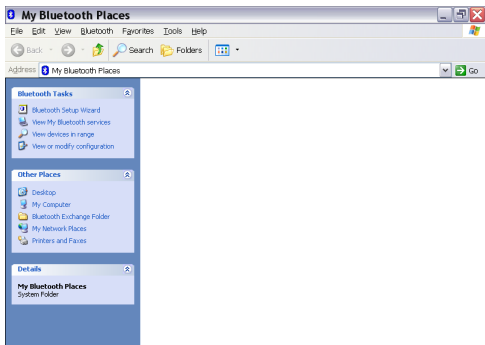 My Bluetooth Places
File Edit View Bluetooth Favorites Tools Help
Back Search Folders
Address My Bluetooth Places Go
Bluetooth Tasks
Bluetooth Setup Wizard
View My Bluetooth services
View devices in range
View or modify configuration
Other Places
Desktop
My Computer
Bluetooth Exchange Folder
My Network Places
Printers and Faxes
Details
My Bluetooth Places
System Folder